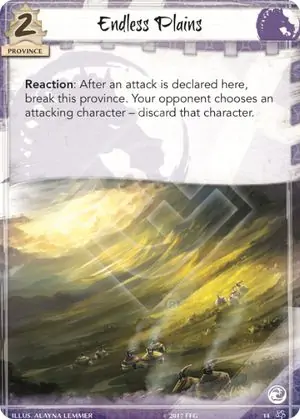 Endless Plains
2
PROVINCE
Reaction: After an attack is declared here,
break this province. Your opponent chooses an
attacking character – discard that character.
ILLUS. ALAYNA LEMMER
© 2017 FFG